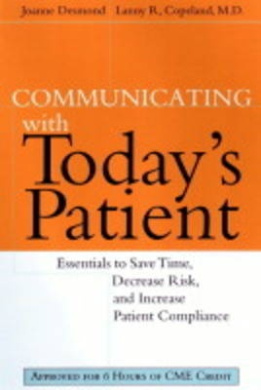 Joanne Desmond Lanny R. Copeland, M.D.
COMMUNICATING
with
Today's
Patient
Essentials to Save Time,
Decrease Risk,
and Increase
Patient Compliance
APPROVED FOR 6 HOURS OF CME CREDIT